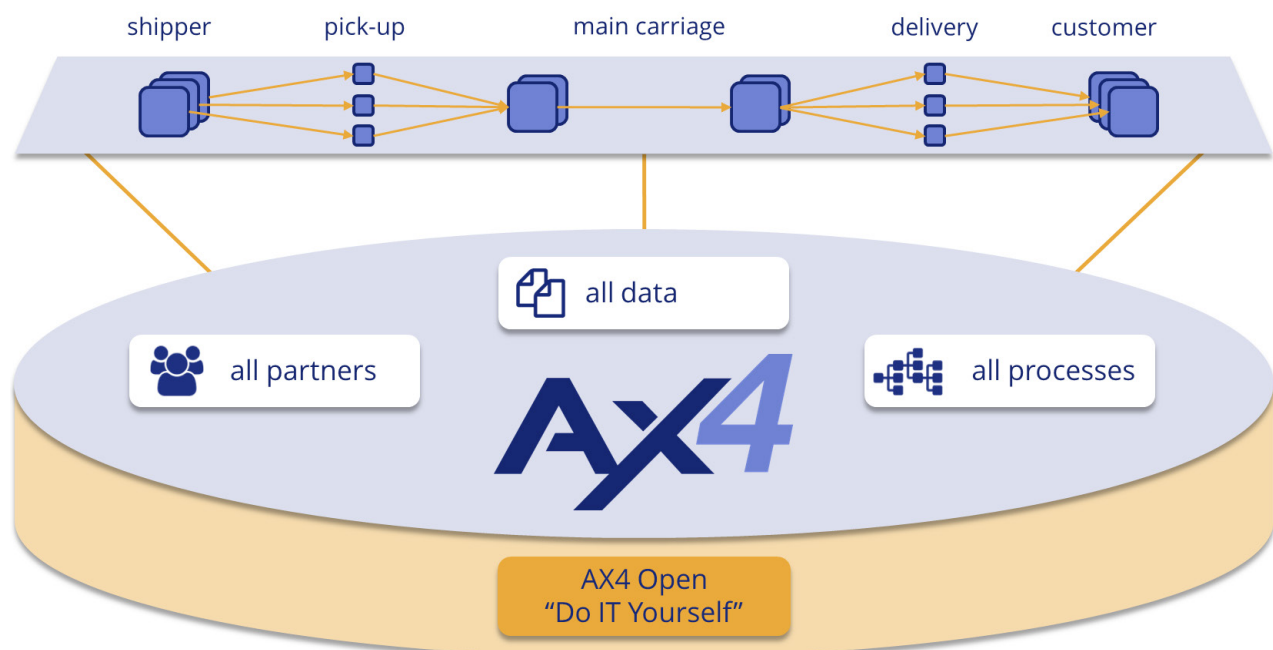 shipper
pick-up
main carriage
delivery
customer
all data
all partners
all processes
AX4
AX4 Open
“Do IT Yourself”